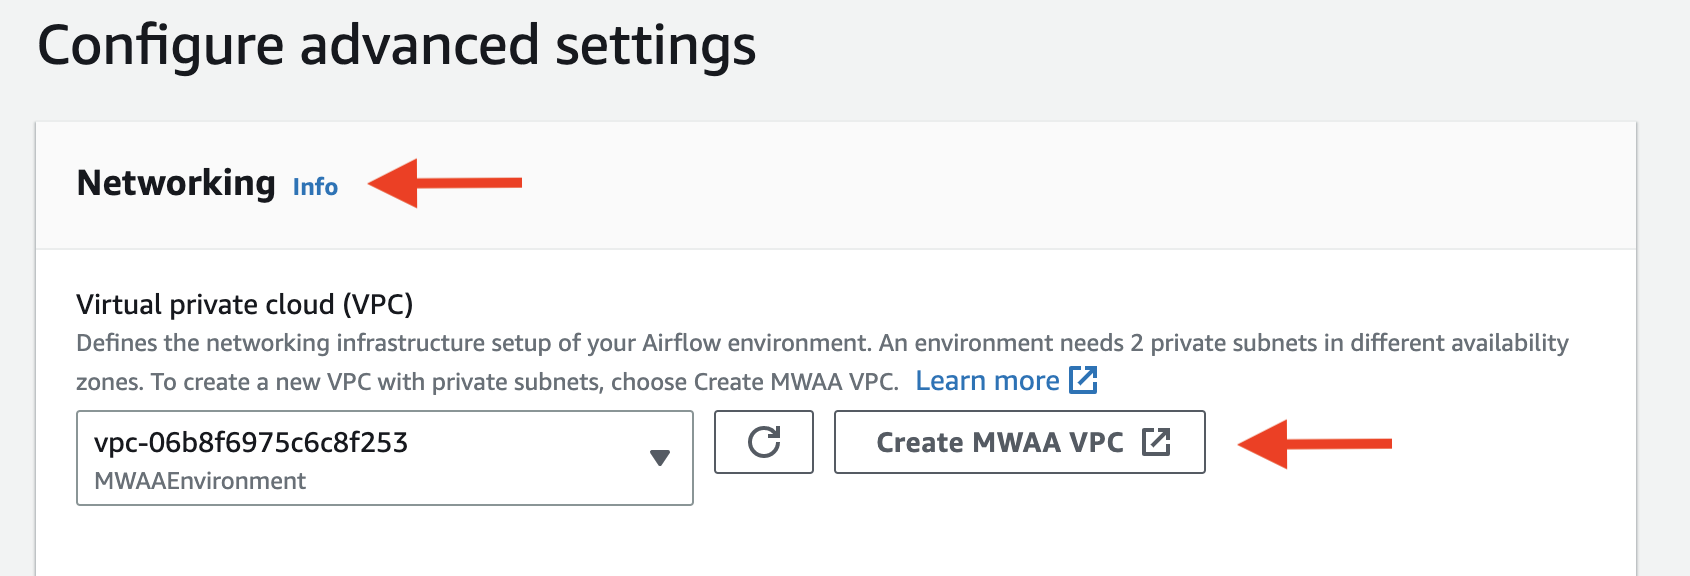 Configure advanced settings
Networking Info
Virtual private cloud (VPC)
Defines the networking infrastructure setup of your Airflow environment. An environment needs 2 private subnets in different availability
zones. To create a new VPC with private subnets, choose Create MWAA VPC. Learn more
vpc-06b8f6975c6c8f253
MWAAEnvironment
Create MWAA VPC